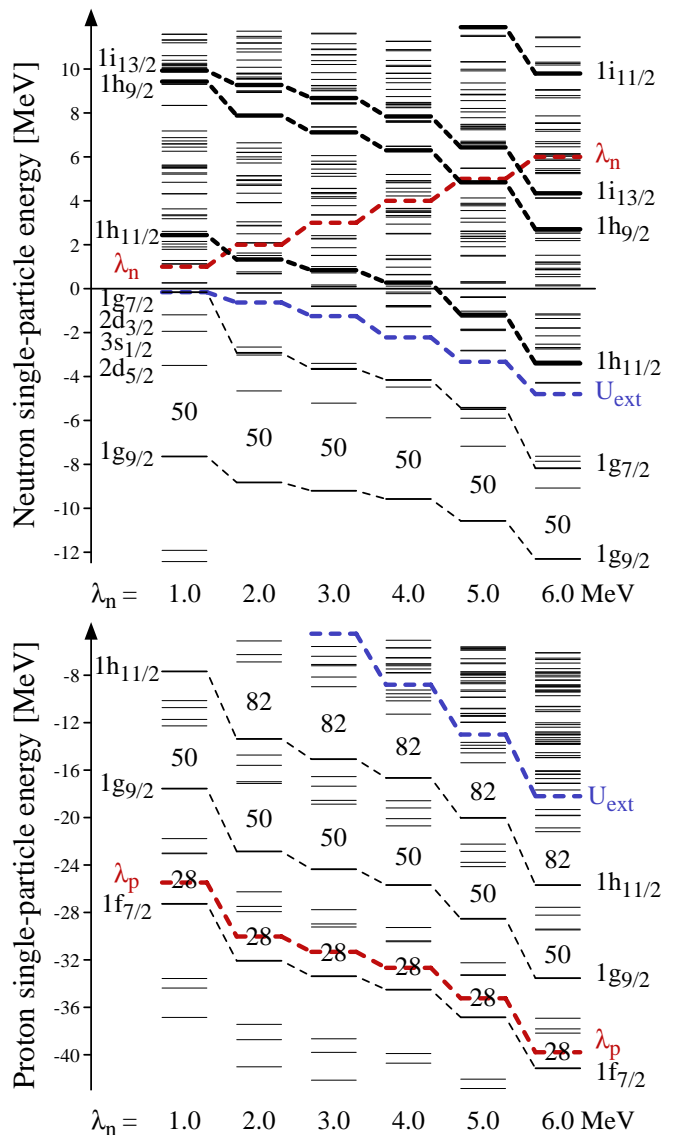 Neutron single-particle energy [MeV]
10
8
6
4
2
0
-2
-4
-6
-8
-10
-12
1i13/2
1h9/2
1h11/2
λn
1g7/2
2d3/2
3s1/2
2d5/2
1g9/2
50
50
50
50
50
50
1i11/2
λn
1i13/2
1h9/2
1h11/2
Uext
1g7/2
1g9/2
λn = 1.0 2.0 3.0 4.0 5.0 6.0 MeV
Proton single-particle energy [MeV]
-8
-12
-16
-20
-24
-28
-32
-36
-40
1h11/2
1g9/2
λp
1f7/2
82
82
82
82
82
50
50
50
50
50
50
28
28
28
28
28
28
Uext
1h11/2
1g9/2
λp
1f7/2
λn = 1.0 2.0 3.0 4.0 5.0 6.0 MeV